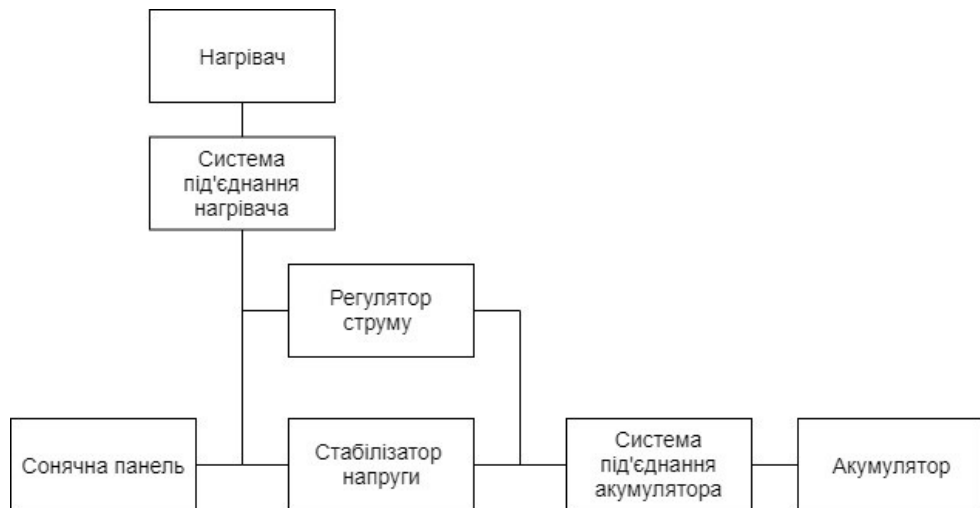 Нагрівач
Система
під'єднання
нагрівача
Регулятор
струму
Сонячна панель
Стабілізатор
напруги
Система
під'єднання
акумулятора
Акумулятор